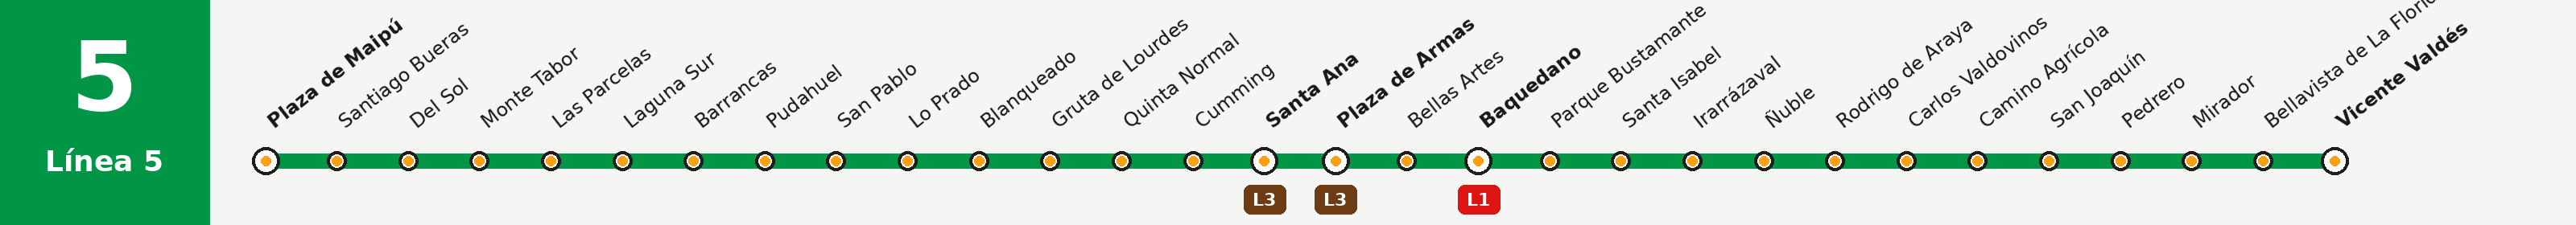 5
Línea 5
Plaza de Maipú
Santiago Bueras
Del Sol
Monte Tabor
Las Parcelas
Laguna Sur
Barrancas
Pudahuel
San Pablo
Lo Prado
Blanqueado
Gruta de Lourdes
Quinta Normal
Cumming
Santa Ana
Plaza de Armas
Bellas Artes
Baquedano
Parque Bustamante
Santa Isabel
Irarrázaval
Ñuble
Rodrigo de Araya
Carlos Valdovinos
Camino Agrícola
San Joaquín
Pedrero
Mirador
Bellavista de La
Vicente Valdés
L3
L3
L1